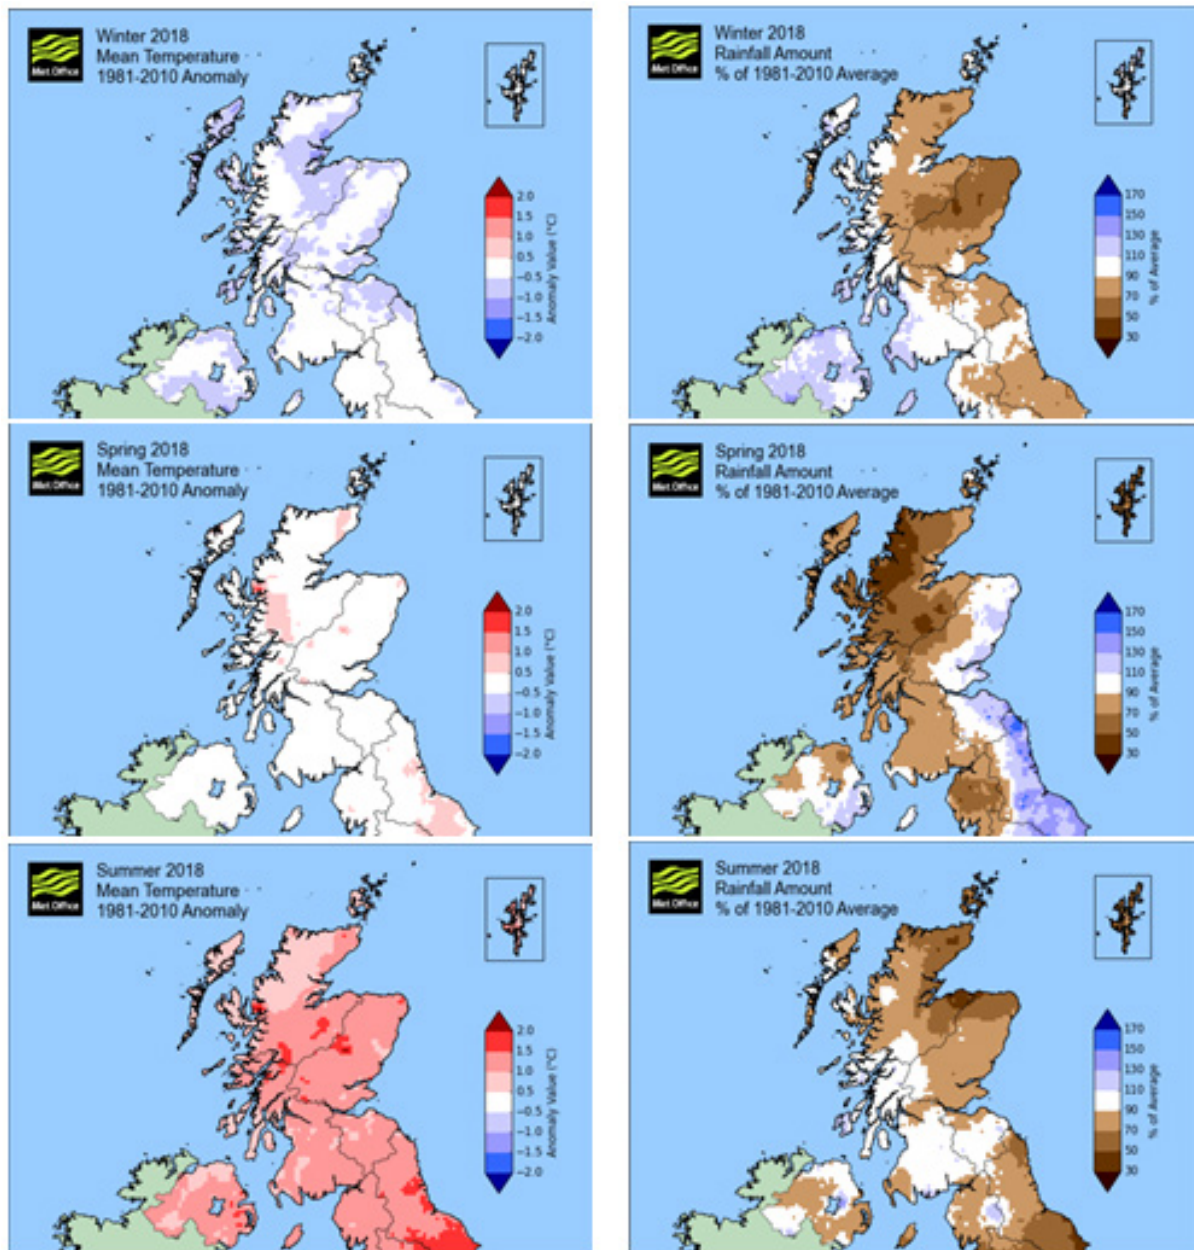 Met Office
Winter 2018
Mean Temperature
1981-2010 Anomaly
2.0
1.5
1.0
0.5
−0.5
−1.0
−1.5
−2.0
Anomaly Value (°C)
Met Office
Winter 2018
Rainfall Amount
% of 1981-2010 Average
170
150
130
110
90
70
50
30
% of Average
Met Office
Spring 2018
Mean Temperature
1981-2010 Anomaly
2.0
1.5
1.0
0.5
−0.5
−1.0
−1.5
−2.0
Anomaly Value (°C)
Met Office
Spring 2018
Rainfall Amount
% of 1981-2010 Average
170
150
130
110
90
70
50
30
% of Average
Met Office
Summer 2018
Mean Temperature
1981-2010 Anomaly
2.0
1.5
1.0
0.5
−0.5
−1.0
−1.5
−2.0
Anomaly Value (°C)
Met Office
Summer 2018
Rainfall Amount
% of 1981-2010 Average
170
150
130
110
90
70
50
30
% of Average